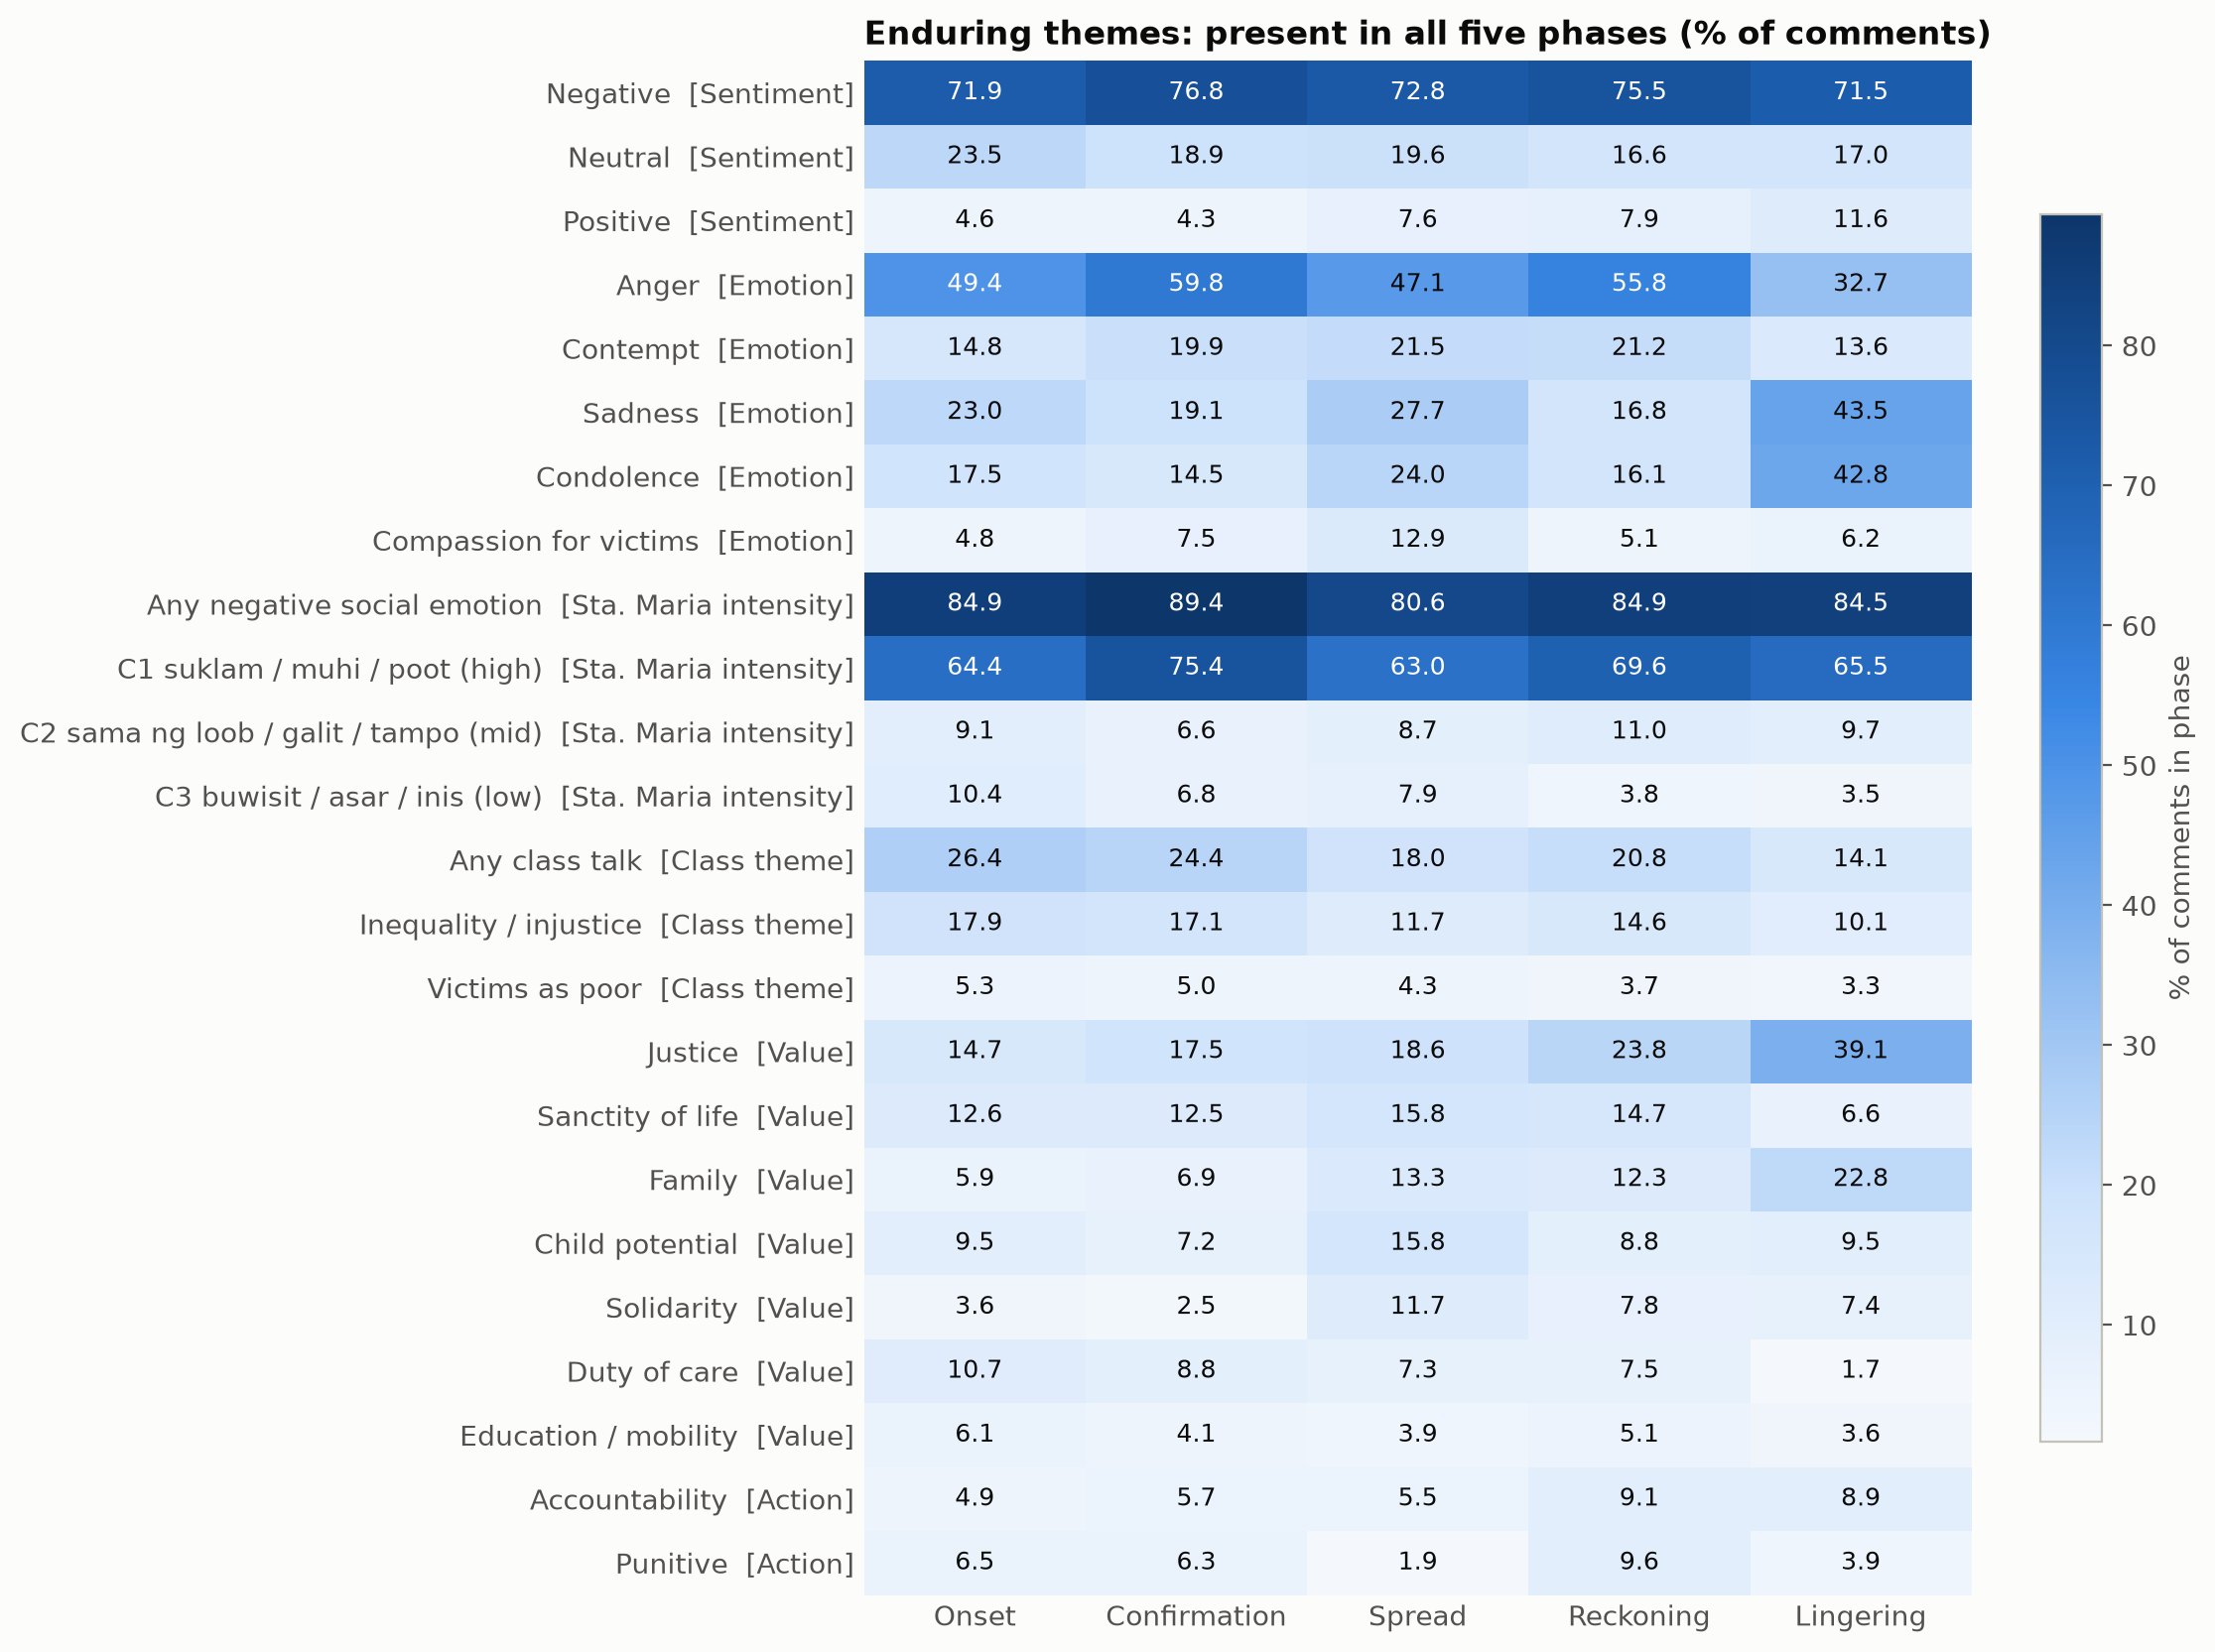 Enduring themes: present in all five phases (% of comments)
Negative [Sentiment] 71.9 76.8 72.8 75.5 71.5
Neutral [Sentiment] 23.5 18.9 19.6 16.6 17.0
Positive [Sentiment] 4.6 4.3 7.6 7.9 11.6
Anger [Emotion] 49.4 59.8 47.1 55.8 32.7
Contempt [Emotion] 14.8 19.9 21.5 21.2 13.6
Sadness [Emotion] 23.0 19.1 27.7 16.8 43.5
Condolence [Emotion] 17.5 14.5 24.0 16.1 42.8
Compassion for victims [Emotion] 4.8 7.5 12.9 5.1 6.2
Any negative social emotion [Sta. Maria intensity] 84.9 89.4 80.6 84.9 84.5
C1 suklam / muhi / poot (high) [Sta. Maria intensity] 64.4 75.4 63.0 69.6 65.5
C2 sama ng loob / galit / tampo (mid) [Sta. Maria intensity] 9.1 6.6 8.7 11.0 9.7
C3 buwisit / asar / inis (low) [Sta. Maria intensity] 10.4 6.8 7.9 3.8 3.5
Any class talk [Class theme] 26.4 24.4 18.0 20.8 14.1
Inequality / injustice [Class theme] 17.9 17.1 11.7 14.6 10.1
Victims as poor [Class theme] 5.3 5.0 4.3 3.7 3.3
Justice [Value] 14.7 17.5 18.6 23.8 39.1
Sanctity of life [Value] 12.6 12.5 15.8 14.7 6.6
Family [Value] 5.9 6.9 13.3 12.3 22.8
Child potential [Value] 9.5 7.2 15.8 8.8 9.5
Solidarity [Value] 3.6 2.5 11.7 7.8 7.4
Duty of care [Value] 10.7 8.8 7.3 7.5 1.7
Education / mobility [Value] 6.1 4.1 3.9 5.1 3.6
Accountability [Action] 4.9 5.7 5.5 9.1 8.9
Punitive [Action] 6.5 6.3 1.9 9.6 3.9
Onset Confirmation Spread Reckoning Lingering
80
70
60
50
40
30
20
10
% of comments in phase